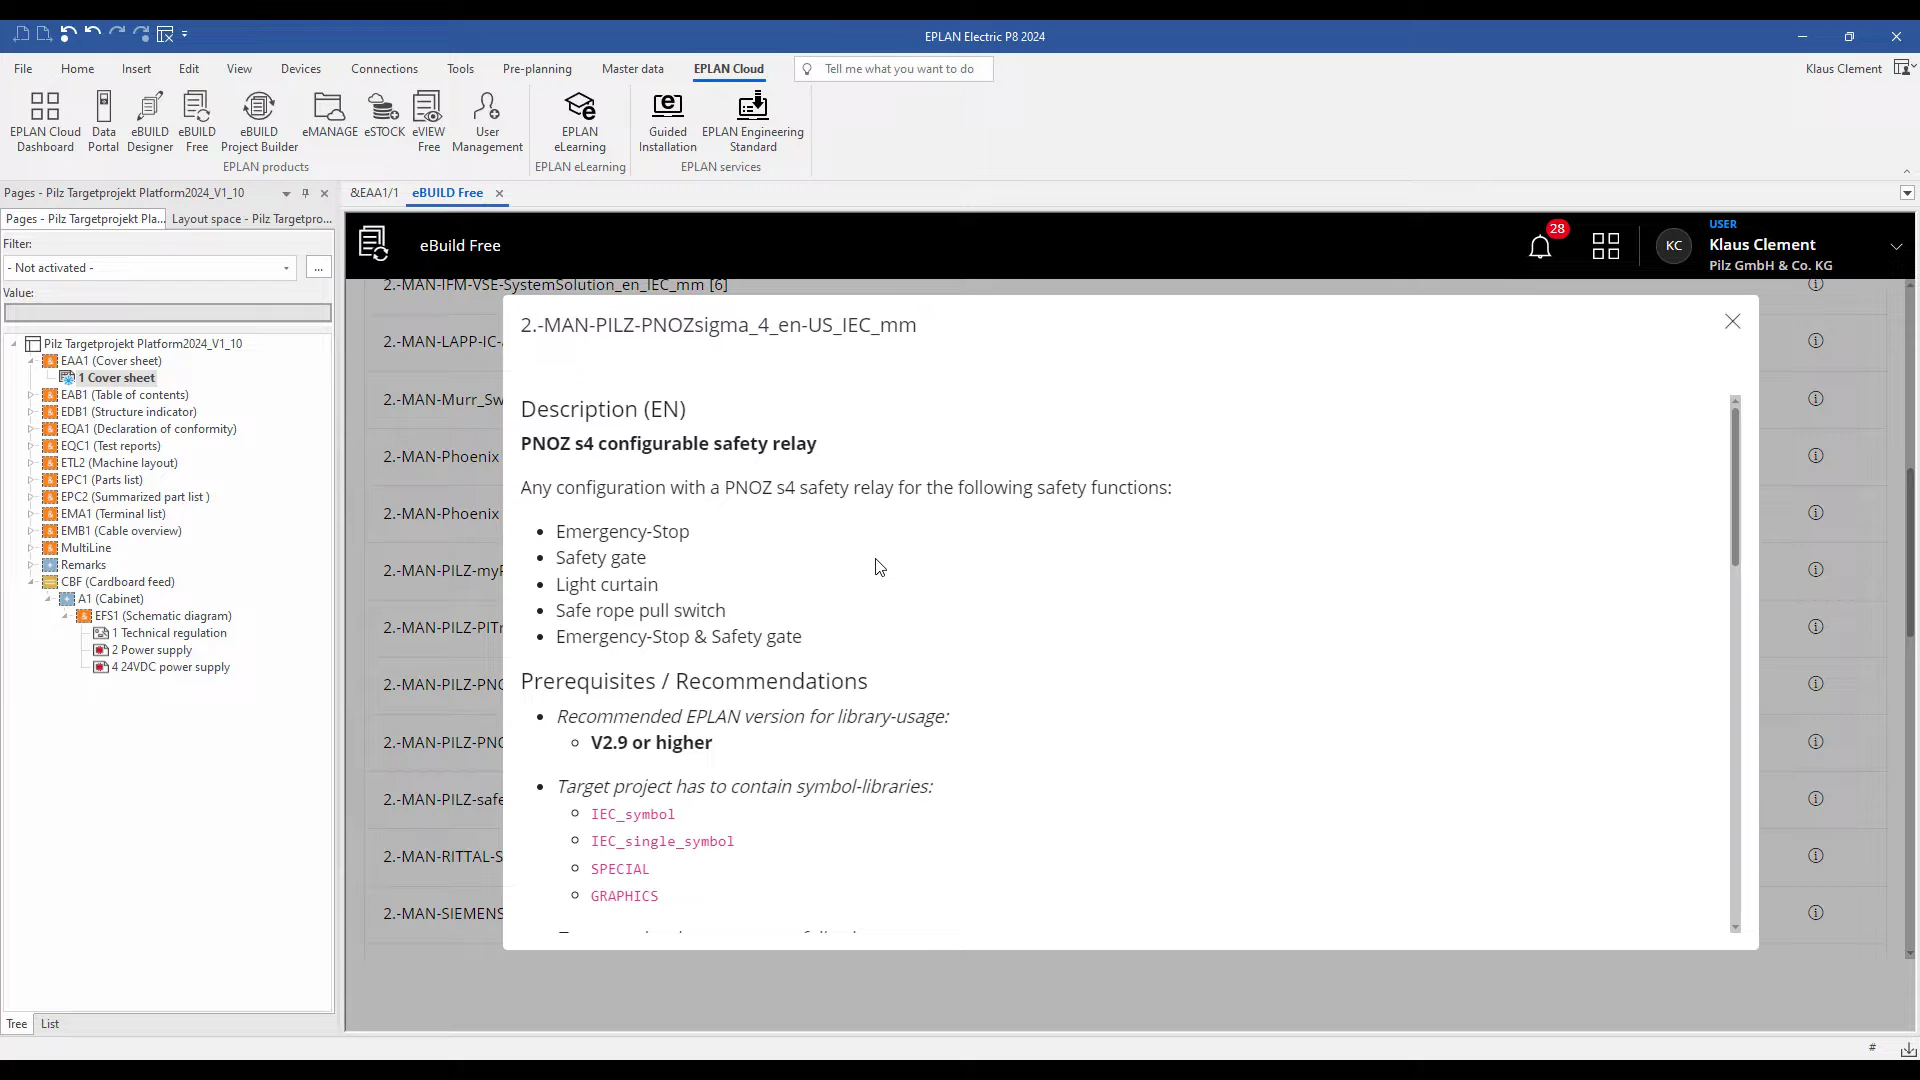 EPLAN Electric P8 2024
File Home Insert Edit View Devices Connections Tools Pre-planning Master data EPLAN Cloud Tell me what you want to do Klaus Clement
EPLAN Cloud Dashboard
Data Portal
eBUILD Designer
eBUILD Free
eBUILD Project Builder
eMANAGE
eSTOCK
eVIEW Free
User Management
EPLAN eLearning
Guided Installation
EPLAN Engineering Standard
EPLAN products EPLAN eLearning EPLAN services
Pages - Pilz Targetprojekt Platform2024_V1_10
&EAA1/1 eBUILD Free
Pages - Pilz Targetprojekt Pla... Layout space - Pilz Targetpro...
Filter:
- Not activated - ...
Value:
Pilz Targetprojekt Platform2024_V1_10
EAA1 (Cover sheet)
1 Cover sheet
EAB1 (Table of contents)
EDB1 (Structure indicator)
EQA1 (Declaration of conformity)
EQC1 (Test reports)
ETL2 (Machine layout)
EPC1 (Parts list)
EPC2 (Summarized part list )
EMA1 (Terminal list)
EMB1 (Cable overview)
MultiLine
Remarks
CBF (Cardboard feed)
A1 (Cabinet)
EFS1 (Schematic diagram)
1 Technical regulation
2 Power supply
4 24VDC power supply
Tree List
eBuild Free
28
KC
USER
Klaus Clement
Pilz GmbH & Co. KG
2.-MAN-IFM-VSE-SystemSolution_en_IEC_mm [6]
2.-MAN-LAPP-IC-
2.-MAN-Murr_Sw
2.-MAN-Phoenix
2.-MAN-Phoenix
2.-MAN-PILZ-my
2.-MAN-PILZ-PIT
2.-MAN-PILZ-PNO
2.-MAN-PILZ-PNO
2.-MAN-PILZ-safe
2.-MAN-RITTAL-S
2.-MAN-SIEMENS
2.-MAN-PILZ-PNOZsigma_4_en-US_IEC_mm
Description (EN)
PNOZ s4 configurable safety relay
Any configuration with a PNOZ s4 safety relay for the following safety functions:
Emergency-Stop
Safety gate
Light curtain
Safe rope pull switch
Emergency-Stop & Safety gate
Prerequisites / Recommendations
Recommended EPLAN version for library-usage:
V2.9 or higher
Target project has to contain symbol-libraries:
IEC_symbol
IEC_single_symbol
SPECIAL
GRAPHICS
#